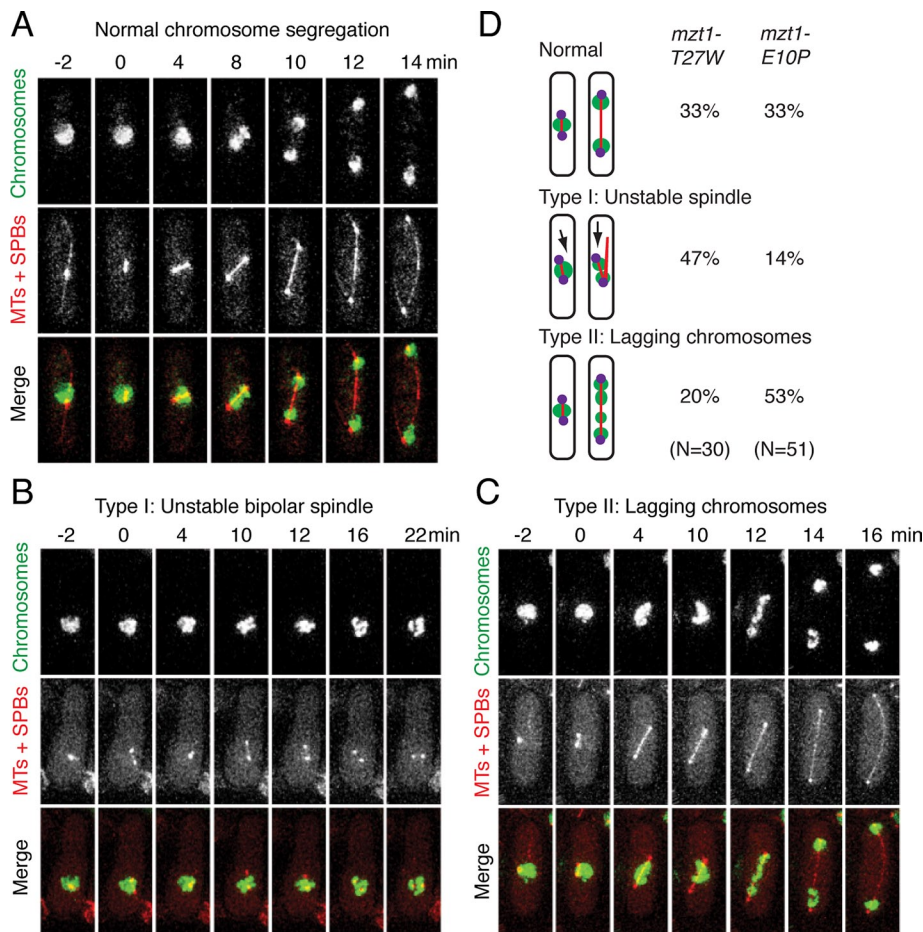 A
Normal chromosome segregation
-2 0 4 8 10 12 14 min
Chromosomes
MTs + SPBs
Merge
B
Type I: Unstable bipolar spindle
-2 0 4 10 12 16 22min
Chromosomes
MTs + SPBs
Merge
C
Type II: Lagging chromosomes
-2 0 4 10 12 14 16 min
Chromosomes
MTs + SPBs
Merge
D
mzt1- mzt1-
T27W E10P
Normal
33% 33%
Type I: Unstable spindle
47% 14%
Type II: Lagging chromosomes
20% 53%
(N=30) (N=51)